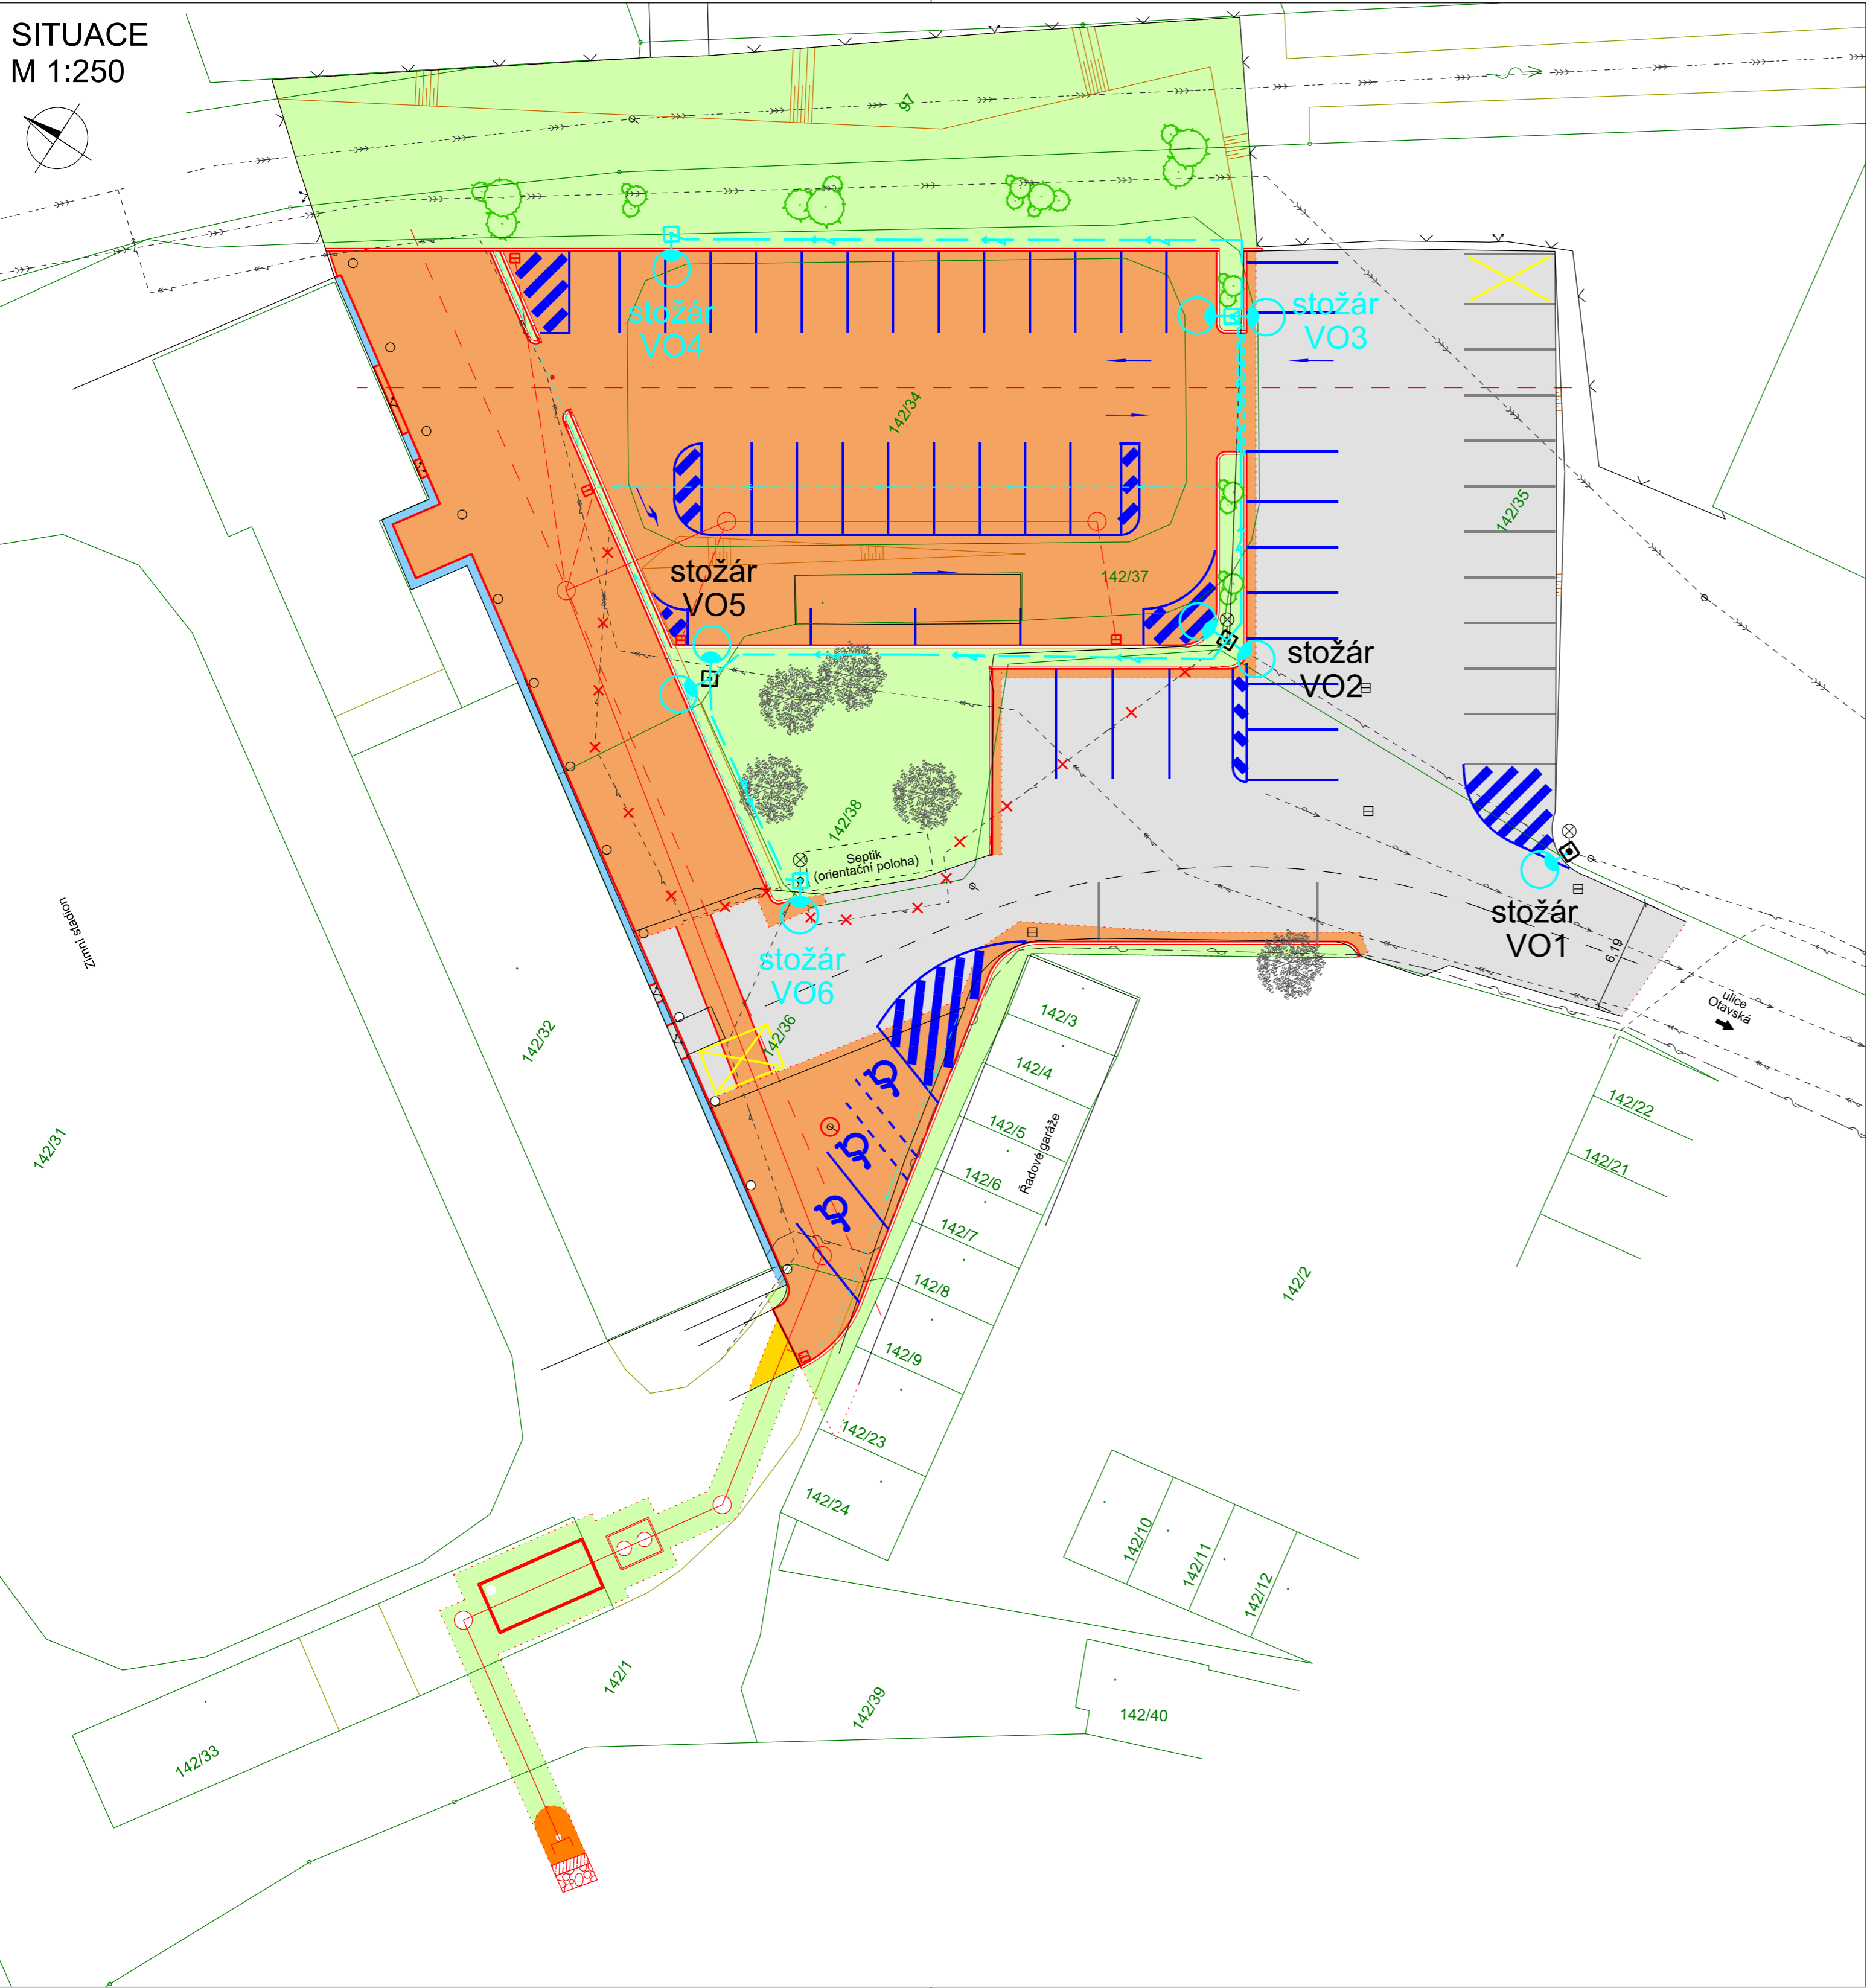 SITUACE
M 1:250
97
stožár
VO4
stožár
VO3
142/34
142/35
stožár
VO5
142/37
stožár
VO2
142/38
Septik
(orientační poloha)
stožár
VO1
6,19
ulice
Otavská
Zimní stadion
stožár
VO6
142/36
142/32
142/31
142/3
142/4
142/5
142/6
142/7
142/8
142/9
142/23
142/24
Řadové garáže
142/22
142/21
142/2
142/10
142/11
142/12
142/1
142/39
142/40
142/33